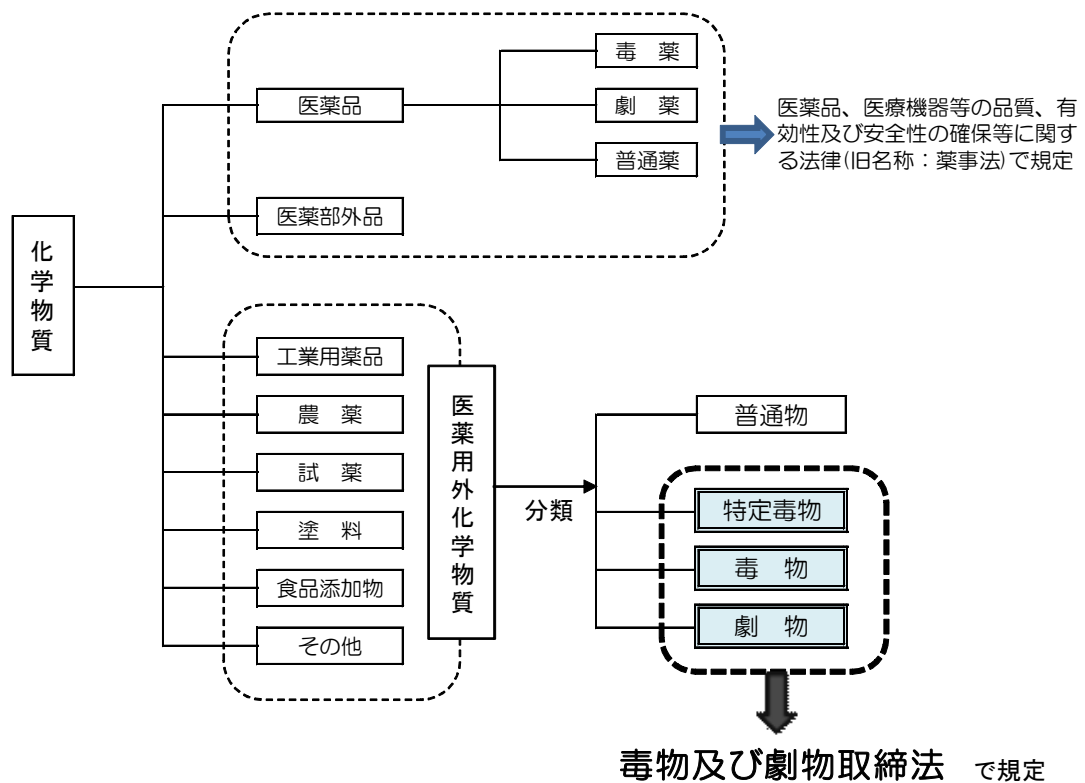 毒　薬
医薬品
劇　薬
普通薬
医薬品、医療機器等の品質、有
効性及び安全性の確保等に関す
る法律(旧名称：薬事法)で規定
医薬部外品
化学物質
工業用薬品
農　薬
試　薬
塗　料
食品添加物
その他
医薬用外化学物質
分類
普通物
特定毒物
毒　物
劇　物
毒物及び劇物取締法 で規定